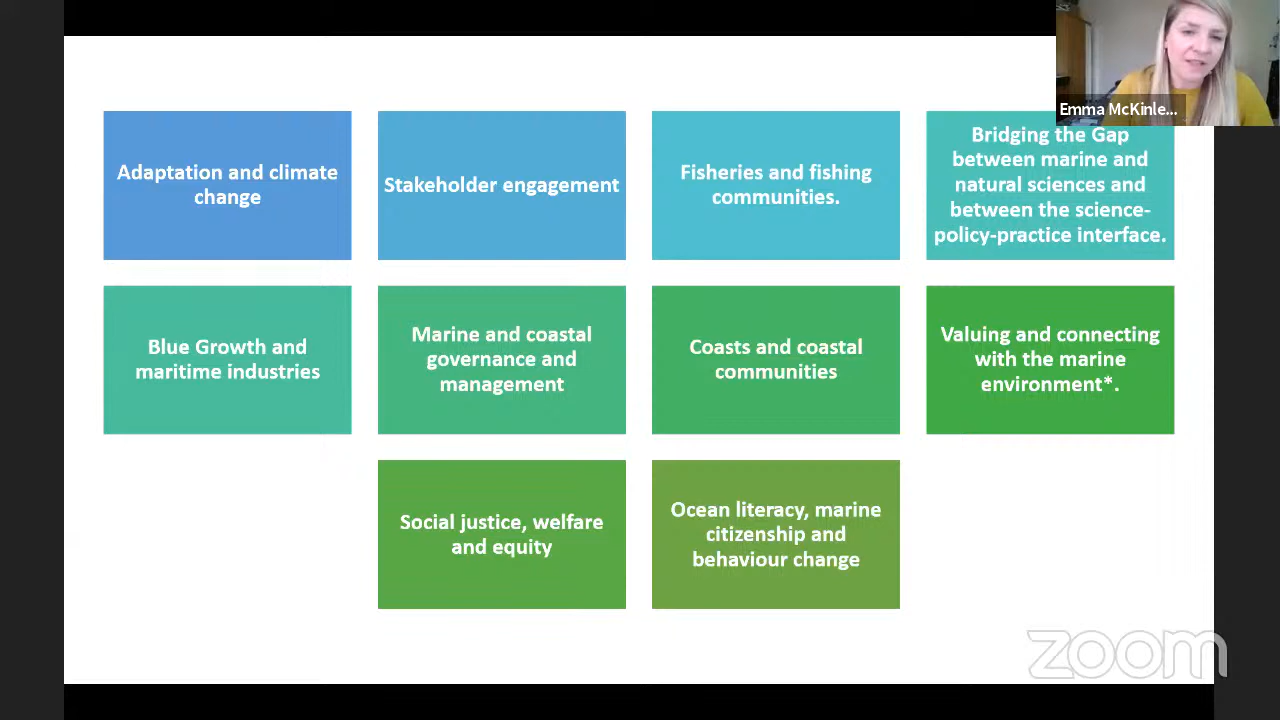 Emma McKinle...
Adaptation and climate
change
Stakeholder engagement
Fisheries and fishing
communities.
Bridging the Gap
between marine and
natural sciences and
between the science-
policy-practice interface.
Blue Growth and
maritime industries
Marine and coastal
governance and
management
Coasts and coastal
communities
Valuing and connecting
with the marine
environment*.
Social justice, welfare
and equity
Ocean literacy, marine
citizenship and
behaviour change
zoom